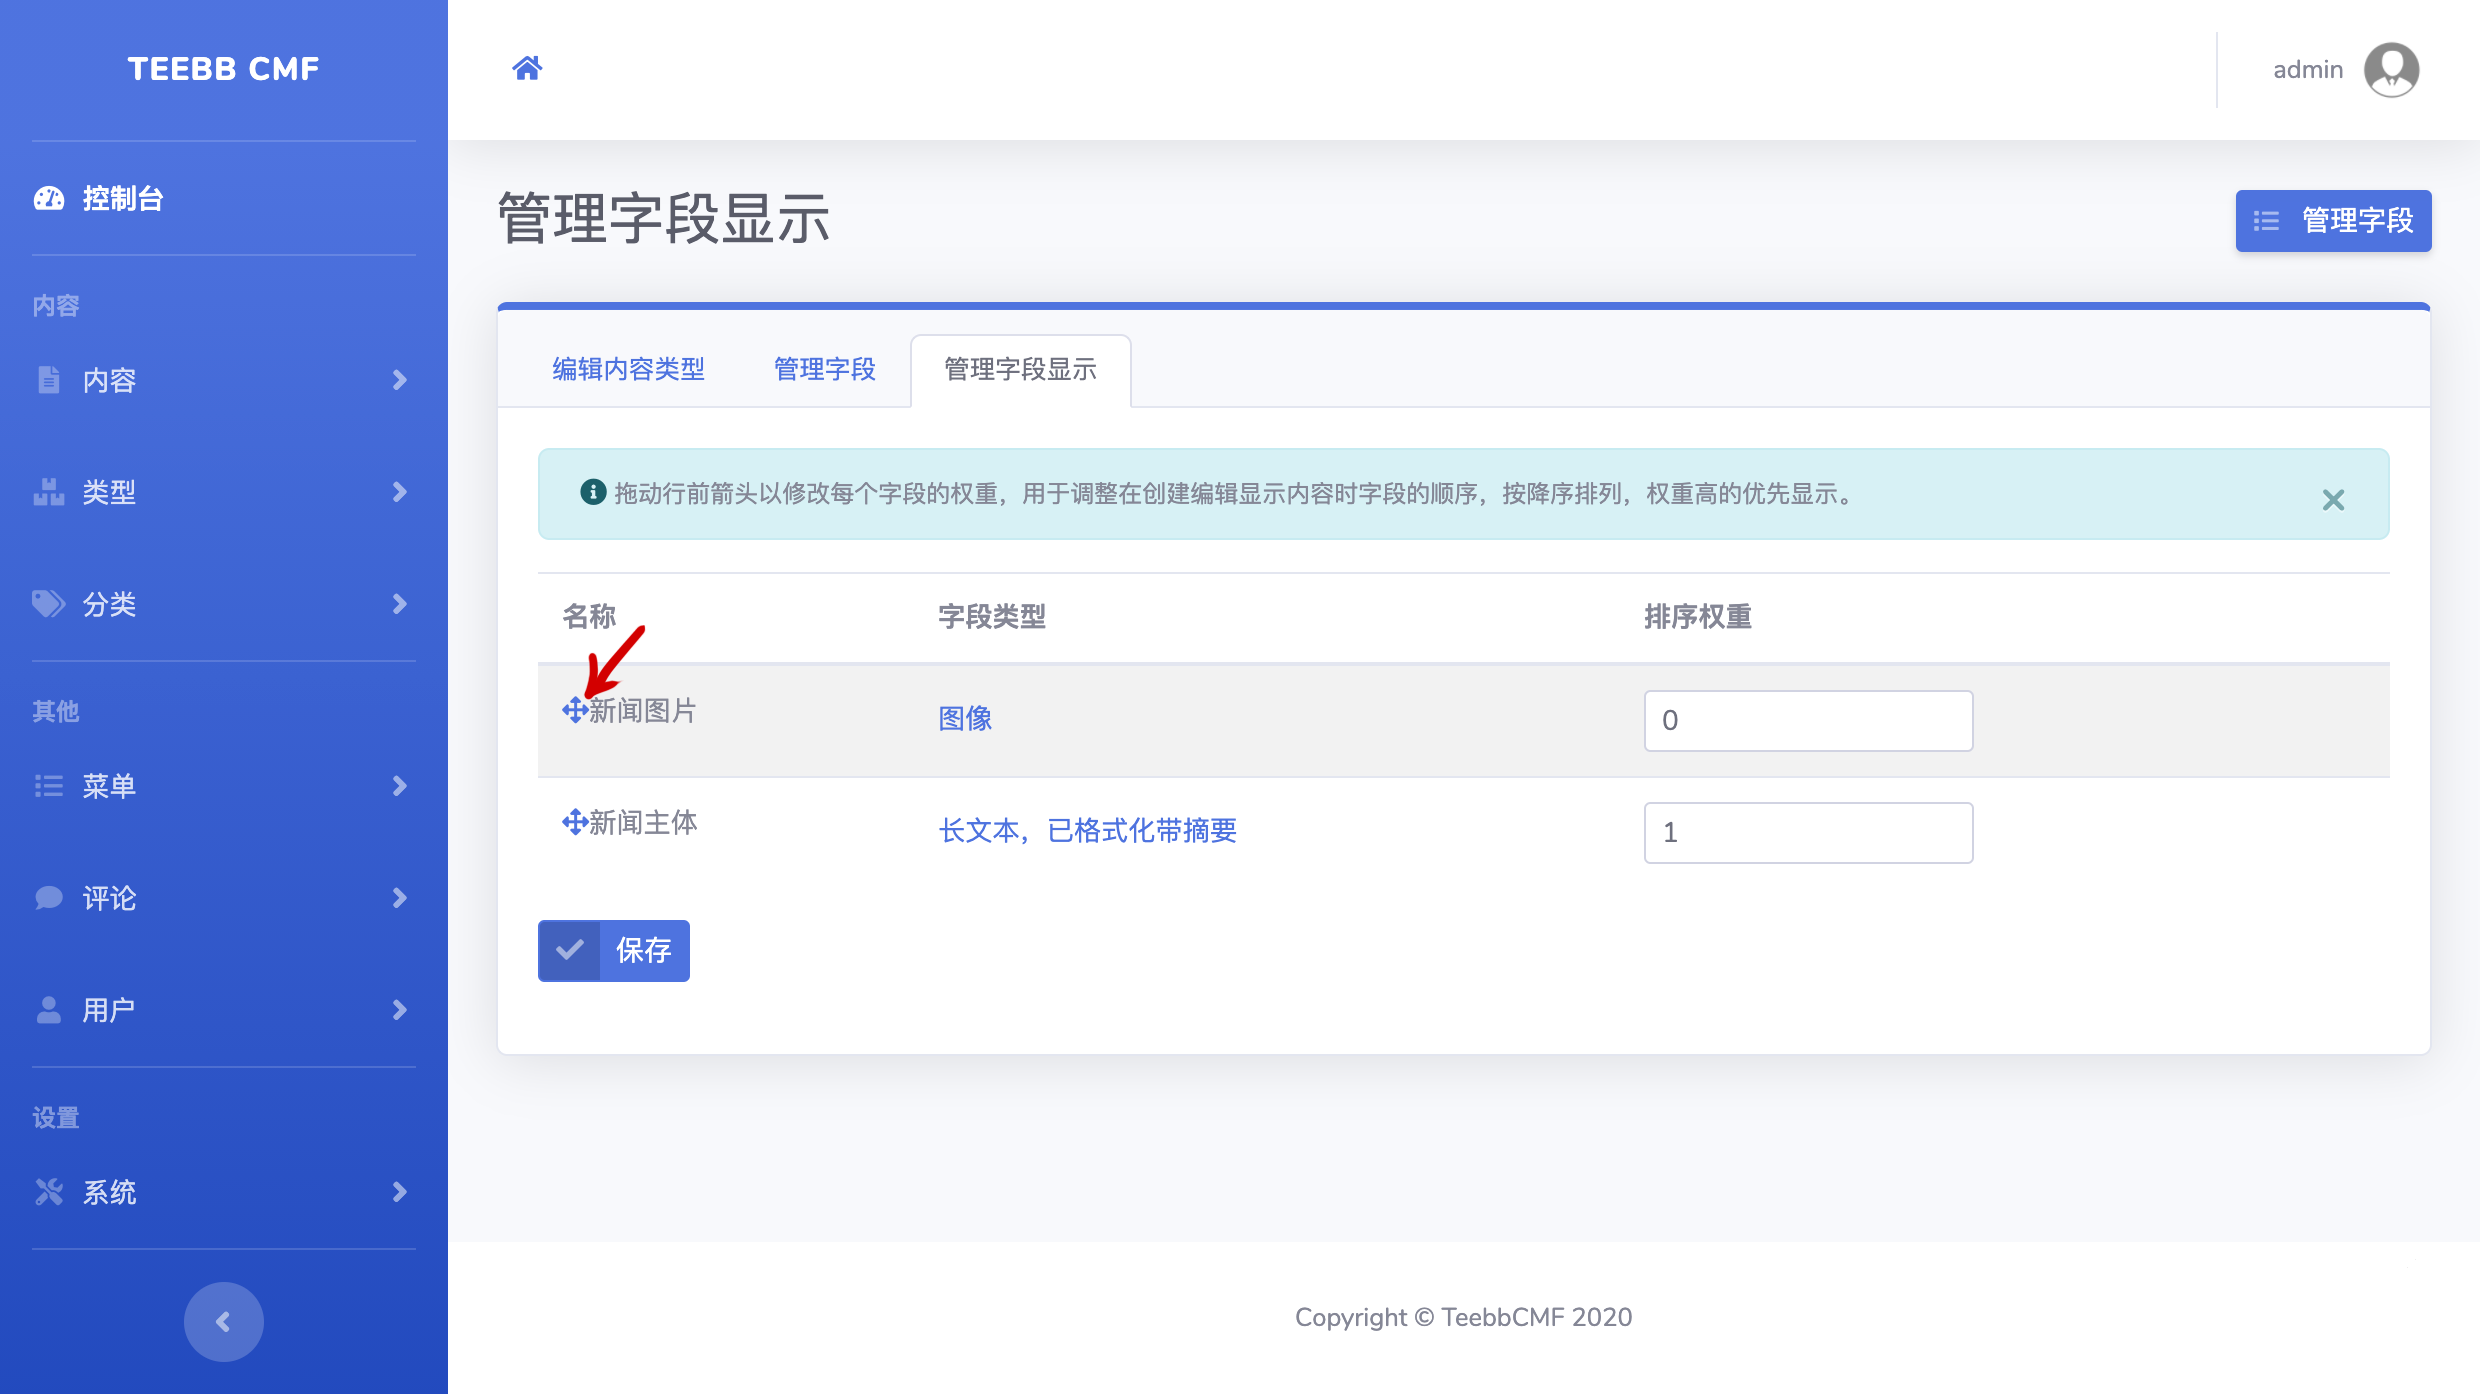 TEEBB CMF
admin
控制台
管理字段显示
管理字段
内容
内容
类型
分类
其他
菜单
评论
用户
设置
系统
编辑内容类型
管理字段
管理字段显示
拖动行前箭头以修改每个字段的权重，用于调整在创建编辑显示内容时字段的顺序，按降序排列，权重高的优先显示。
名称 字段类型 排序权重
新闻图片 图像 0
新闻主体 长文本，已格式化带摘要 1
保存
Copyright © TeebbCMF 2020